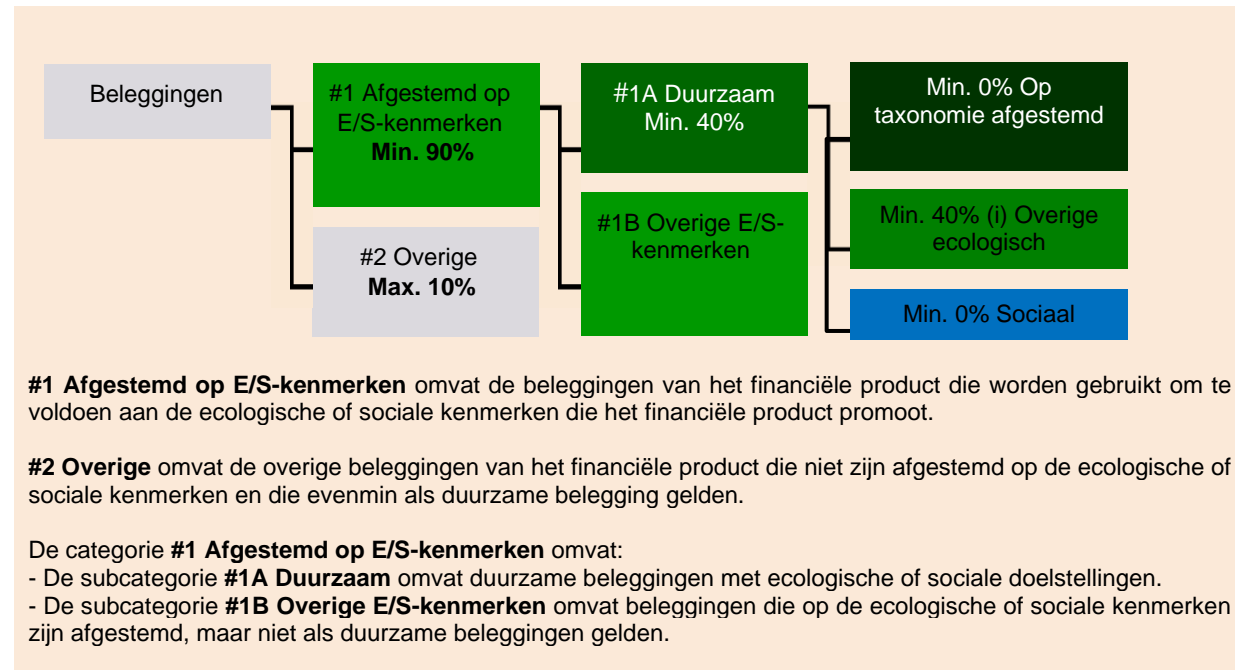 Beleggingen
#1 Afgestemd op
E/S-kenmerken
Min. 90%
#2 Overige
Max. 10%
#1A Duurzaam
Min. 40%
#1B Overige E/S-
kenmerken
Min. 0% Op
taxonomie afgestemd
Min. 40% (i) Overige
ecologisch
Min. 0% Sociaal
#1 Afgestemd op E/S-kenmerken omvat de beleggingen van het financiële product die worden gebruikt om te
voldoen aan de ecologische of sociale kenmerken die het financiële product promoot.
#2 Overige omvat de overige beleggingen van het financiële product die niet zijn afgestemd op de ecologische of
sociale kenmerken en die evenmin als duurzame belegging gelden.
De categorie #1 Afgestemd op E/S-kenmerken omvat:
- De subcategorie #1A Duurzaam omvat duurzame beleggingen met ecologische of sociale doelstellingen.
- De subcategorie #1B Overige E/S-kenmerken omvat beleggingen die op de ecologische of sociale kenmerken
zijn afgestemd, maar niet als duurzame beleggingen gelden.